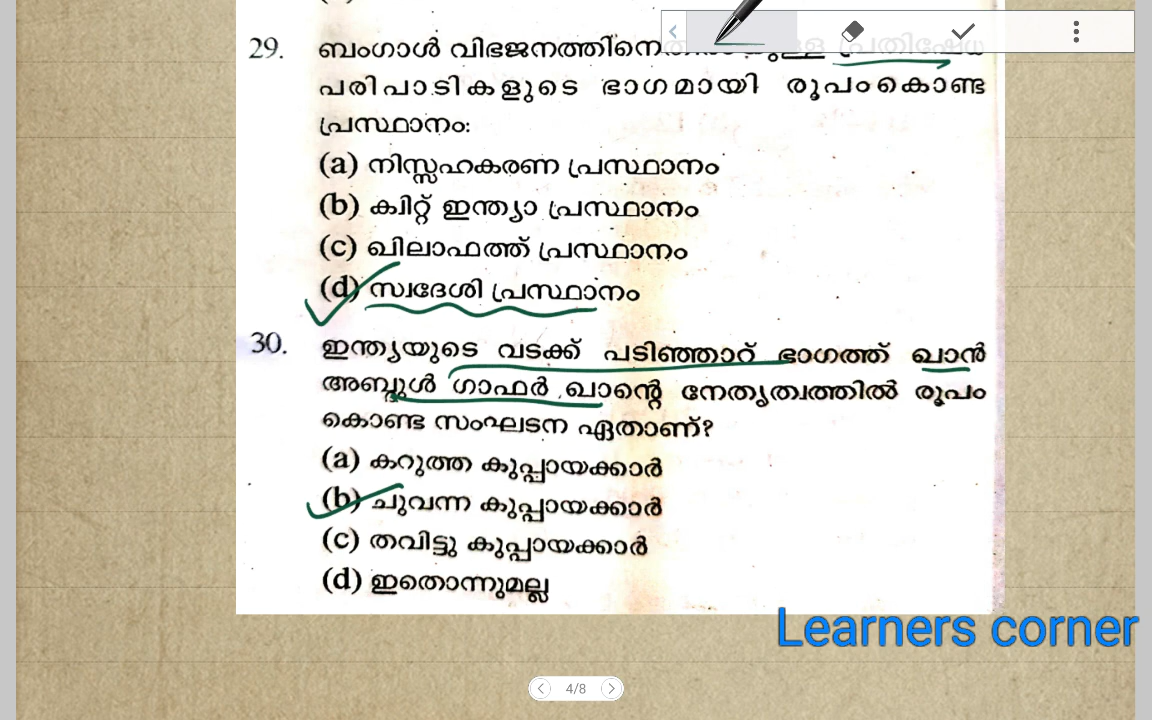 29. ബംഗാൾ വിഭജനത്തിനെ പ്രതിഷേധ
പരിപാടികളുടെ ഭാഗമായി രൂപംകൊണ്ട
പ്രസ്ഥാനം:
(a) നിസ്സഹകരണ പ്രസ്ഥാനം
(b) ക്വിറ്റ് ഇന്ത്യാ പ്രസ്ഥാനം
(c) ഖിലാഫത്ത് പ്രസ്ഥാനം
(d) സ്വദേശി പ്രസ്ഥാനം
30. ഇന്ത്യയുടെ വടക്ക് പടിഞ്ഞാറ് ഭാഗത്ത് ഖാൻ
അബ്ദുൾ ഗാഫർ ഖാന്റെ നേതൃത്വത്തിൽ രൂപം
കൊണ്ട സംഘടന ഏതാണ്?
(a) കറുത്ത കുപ്പായക്കാർ
(b) ചുവന്ന കുപ്പായക്കാർ
(c) തവിട്ടു കുപ്പായക്കാർ
(d) ഇതൊന്നുമല്ല
Learners corner
4/8